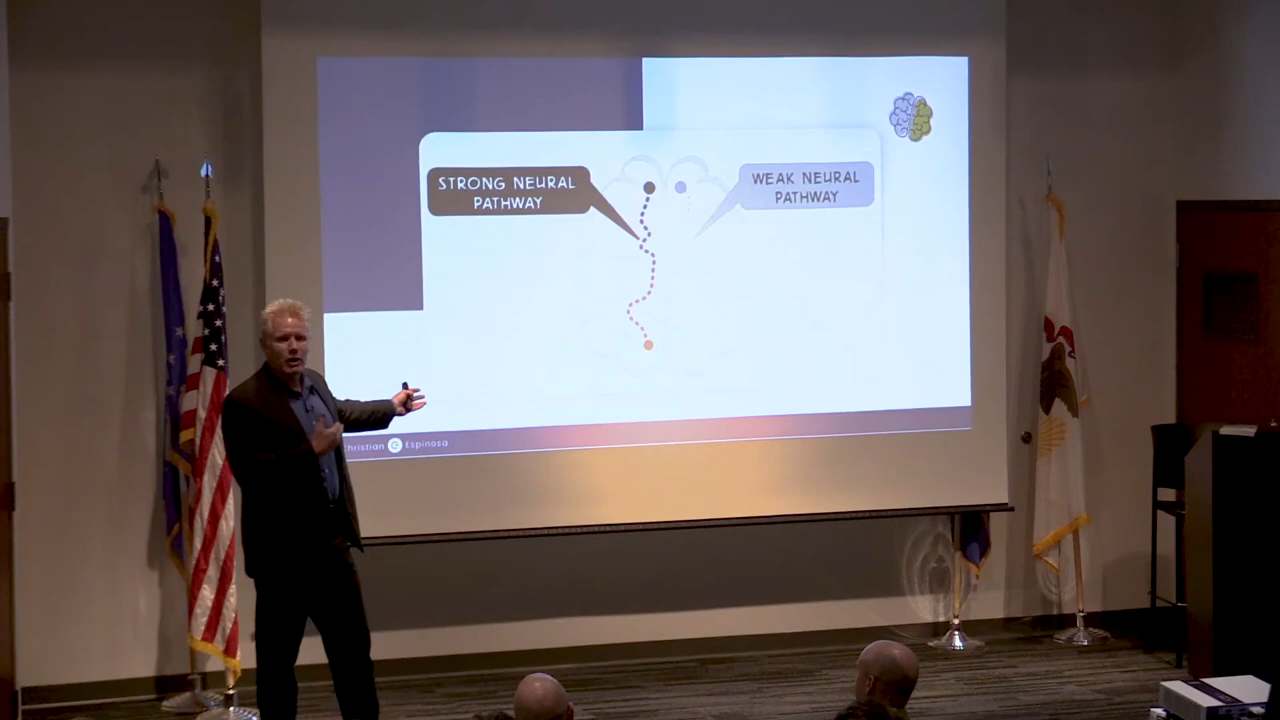 STRONG NEURAL
PATHWAY
WEAK NEURAL
PATHWAY
Christian C Espinosa